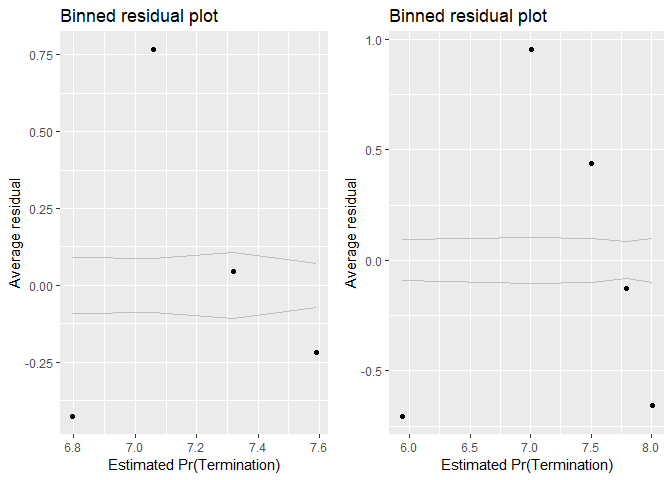 Binned residual plot
Average residual
0.75
0.50
0.25
0.00
-0.25
6.8 7.0 7.2 7.4 7.6
Estimated Pr(Termination)
Binned residual plot
Average residual
1.0
0.5
0.0
-0.5
6.0 6.5 7.0 7.5 8.0
Estimated Pr(Termination)